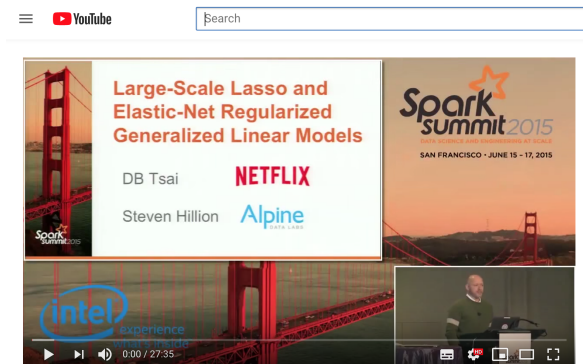 YouTube
Search
Large-Scale Lasso and
Elastic-Net Regularized
Generalized Linear Models
DB Tsai NETFLIX
Steven Hillion Alpine
DATA LABS
Spark
Summit 2015
Spark
Summit 2015
DATA SCIENCE AND ENGINEERING AT SCALE
SAN FRANCISCO • JUNE 15 – 17, 2015
intel
experience
what's inside
0:00 / 27:35
HD